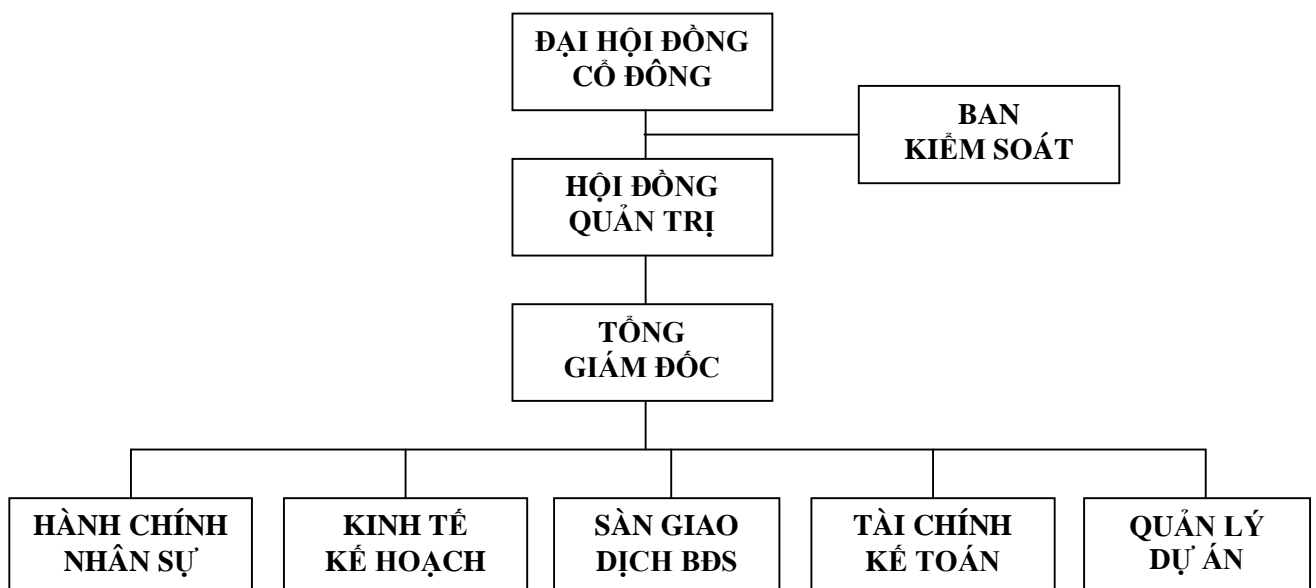 ĐẠI HỘI ĐỒNG
CỔ ĐÔNG
BAN
KIỂM SOÁT
HỘI ĐỒNG
QUẢN TRỊ
TỔNG
GIÁM ĐỐC
HÀNH CHÍNH
NHÂN SỰ
KINH TẾ
KẾ HOẠCH
SÀN GIAO
DỊCH BĐS
TÀI CHÍNH
KẾ TOÁN
QUẢN LÝ
DỰ ÁN